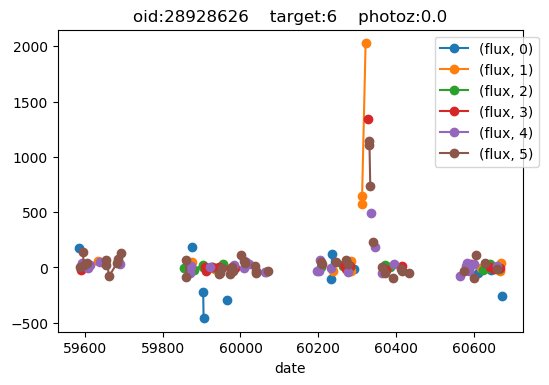 oid:28928626    target:6    photoz:0.0
2000
1500
1000
500
0
−500
59600
59800
60000
60200
60400
60600
date
(flux, 0)
(flux, 1)
(flux, 2)
(flux, 3)
(flux, 4)
(flux, 5)